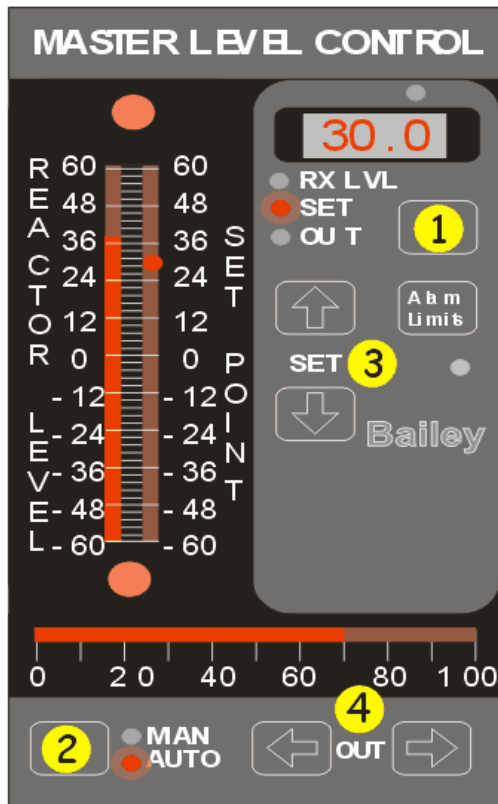 MASTER LEVEL CONTROL
30.0
RX LVL
SET
OUT
1
Alarm
Limits
SET 3
Bailey
REACTOR LEVEL
SET POINT
60 60
48 48
36 36
24 24
12 12
0 0
-12 -12
-24 -24
-36 -36
-48 -48
-60 -60
0 20 40 60 80 100
4
2 MAN
AUTO OUT